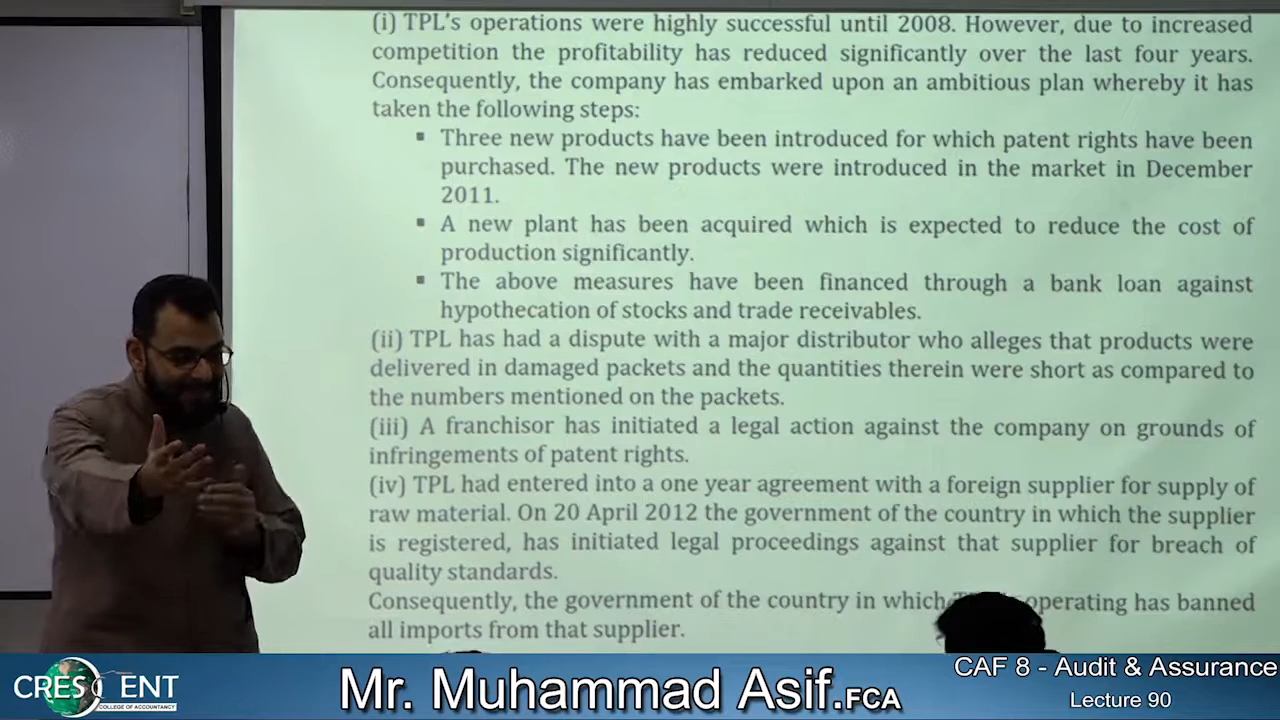 (i) TPL's operations were highly successful until 2008. However, due to increased
competition the profitability has reduced significantly over the last four years.
Consequently, the company has embarked upon an ambitious plan whereby it has
taken the following steps:
▪ Three new products have been introduced for which patent rights have been
purchased. The new products were introduced in the market in December
2011.
▪ A new plant has been acquired which is expected to reduce the cost of
production significantly.
▪ The above measures have been financed through a bank loan against
hypothecation of stocks and trade receivables.
(ii) TPL has had a dispute with a major distributor who alleges that products were
delivered in damaged packets and the quantities therein were short as compared to
the numbers mentioned on the packets.
(iii) A franchisor has initiated a legal action against the company on grounds of
infringements of patent rights.
(iv) TPL had entered into a one year agreement with a foreign supplier for supply of
raw material. On 20 April 2012 the government of the country in which the supplier
is registered, has initiated legal proceedings against that supplier for breach of
quality standards.
Consequently, the government of the country in which operating has banned
all imports from that supplier.
CRESCENT
COLLEGE OF ACCOUNTANCY
Mr. Muhammad Asif.FCA
CAF 8 - Audit & Assurance
Lecture 90